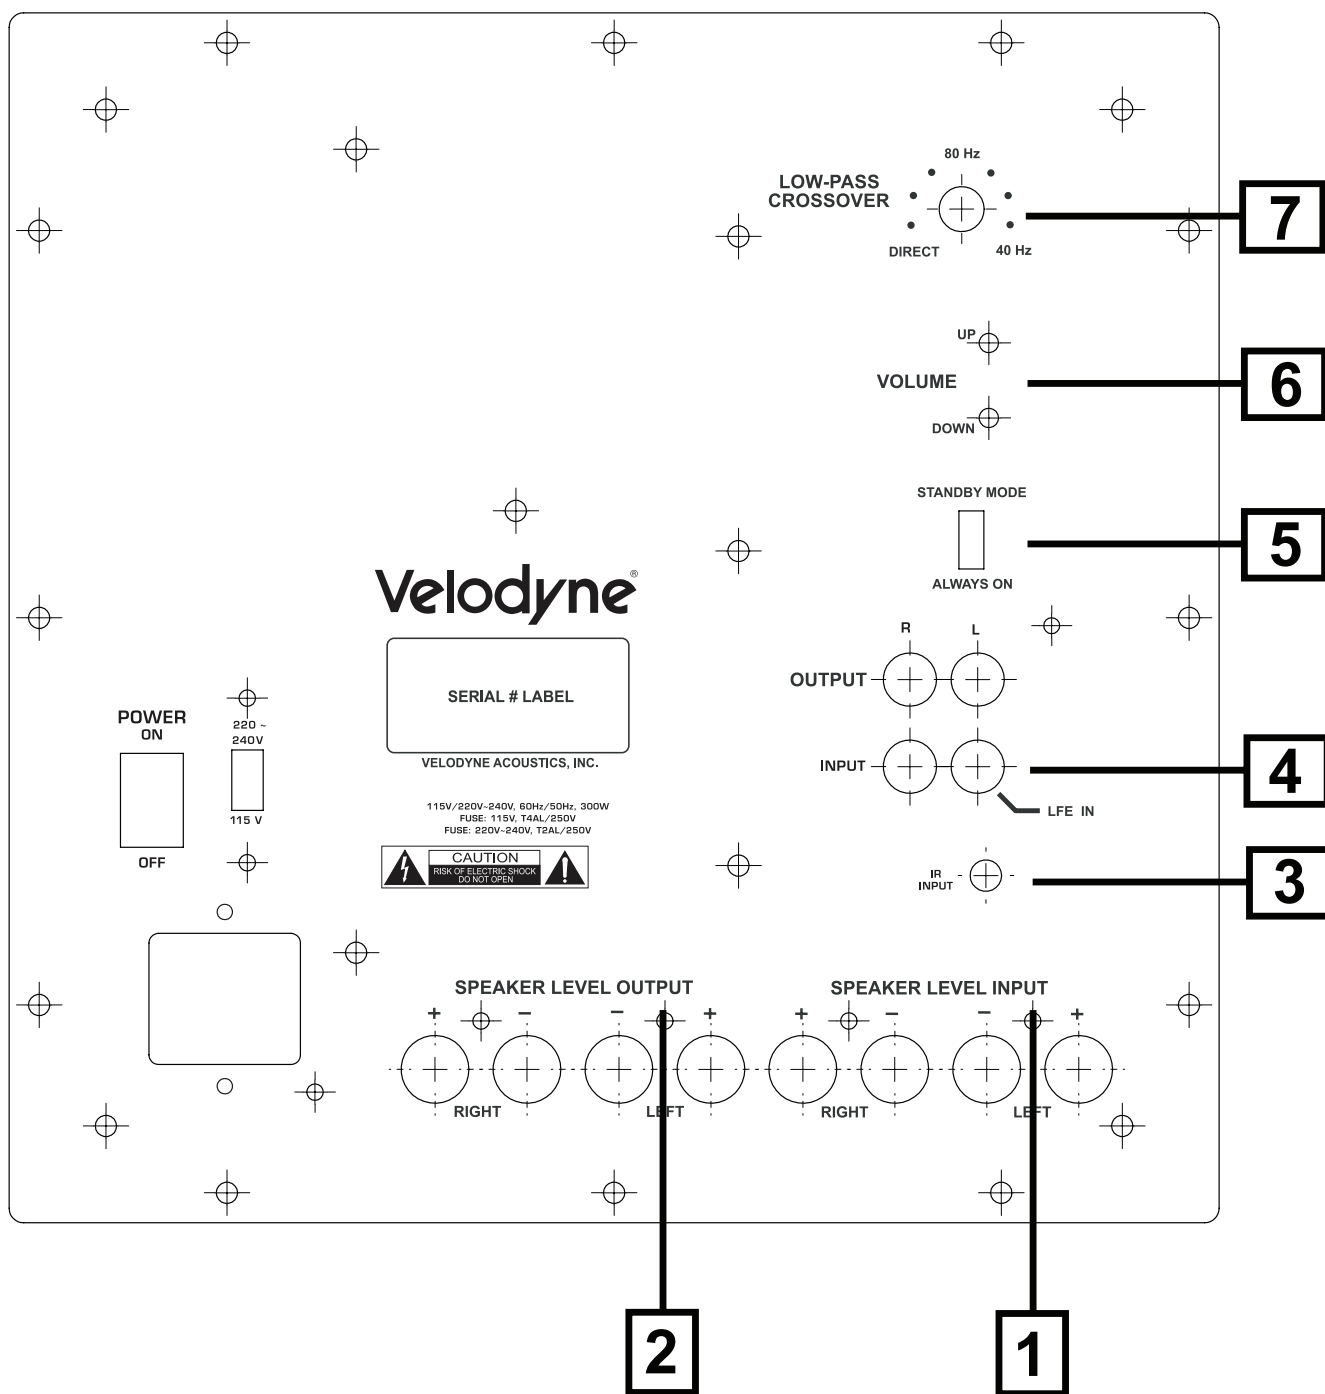 80 Hz
LOW-PASS
CROSSOVER
DIRECT
40 Hz
7
UP
VOLUME
DOWN
6
STANDBY MODE
ALWAYS ON
5
Velodyne®
SERIAL # LABEL
VELODYNE ACOUSTICS, INC.
115V/220V~240V, 60Hz/50Hz, 300W
FUSE: 115V, T4AL/250V
FUSE: 220V~240V, T2AL/250V
CAUTION
RISK OF ELECTRIC SHOCK
DO NOT OPEN
POWER
ON
OFF
220 ~
240V
115 V
R L
OUTPUT
INPUT
LFE IN
4
IR
INPUT
3
SPEAKER LEVEL OUTPUT
+ − − +
RIGHT LEFT
SPEAKER LEVEL INPUT
+ − − +
RIGHT LEFT
2
1